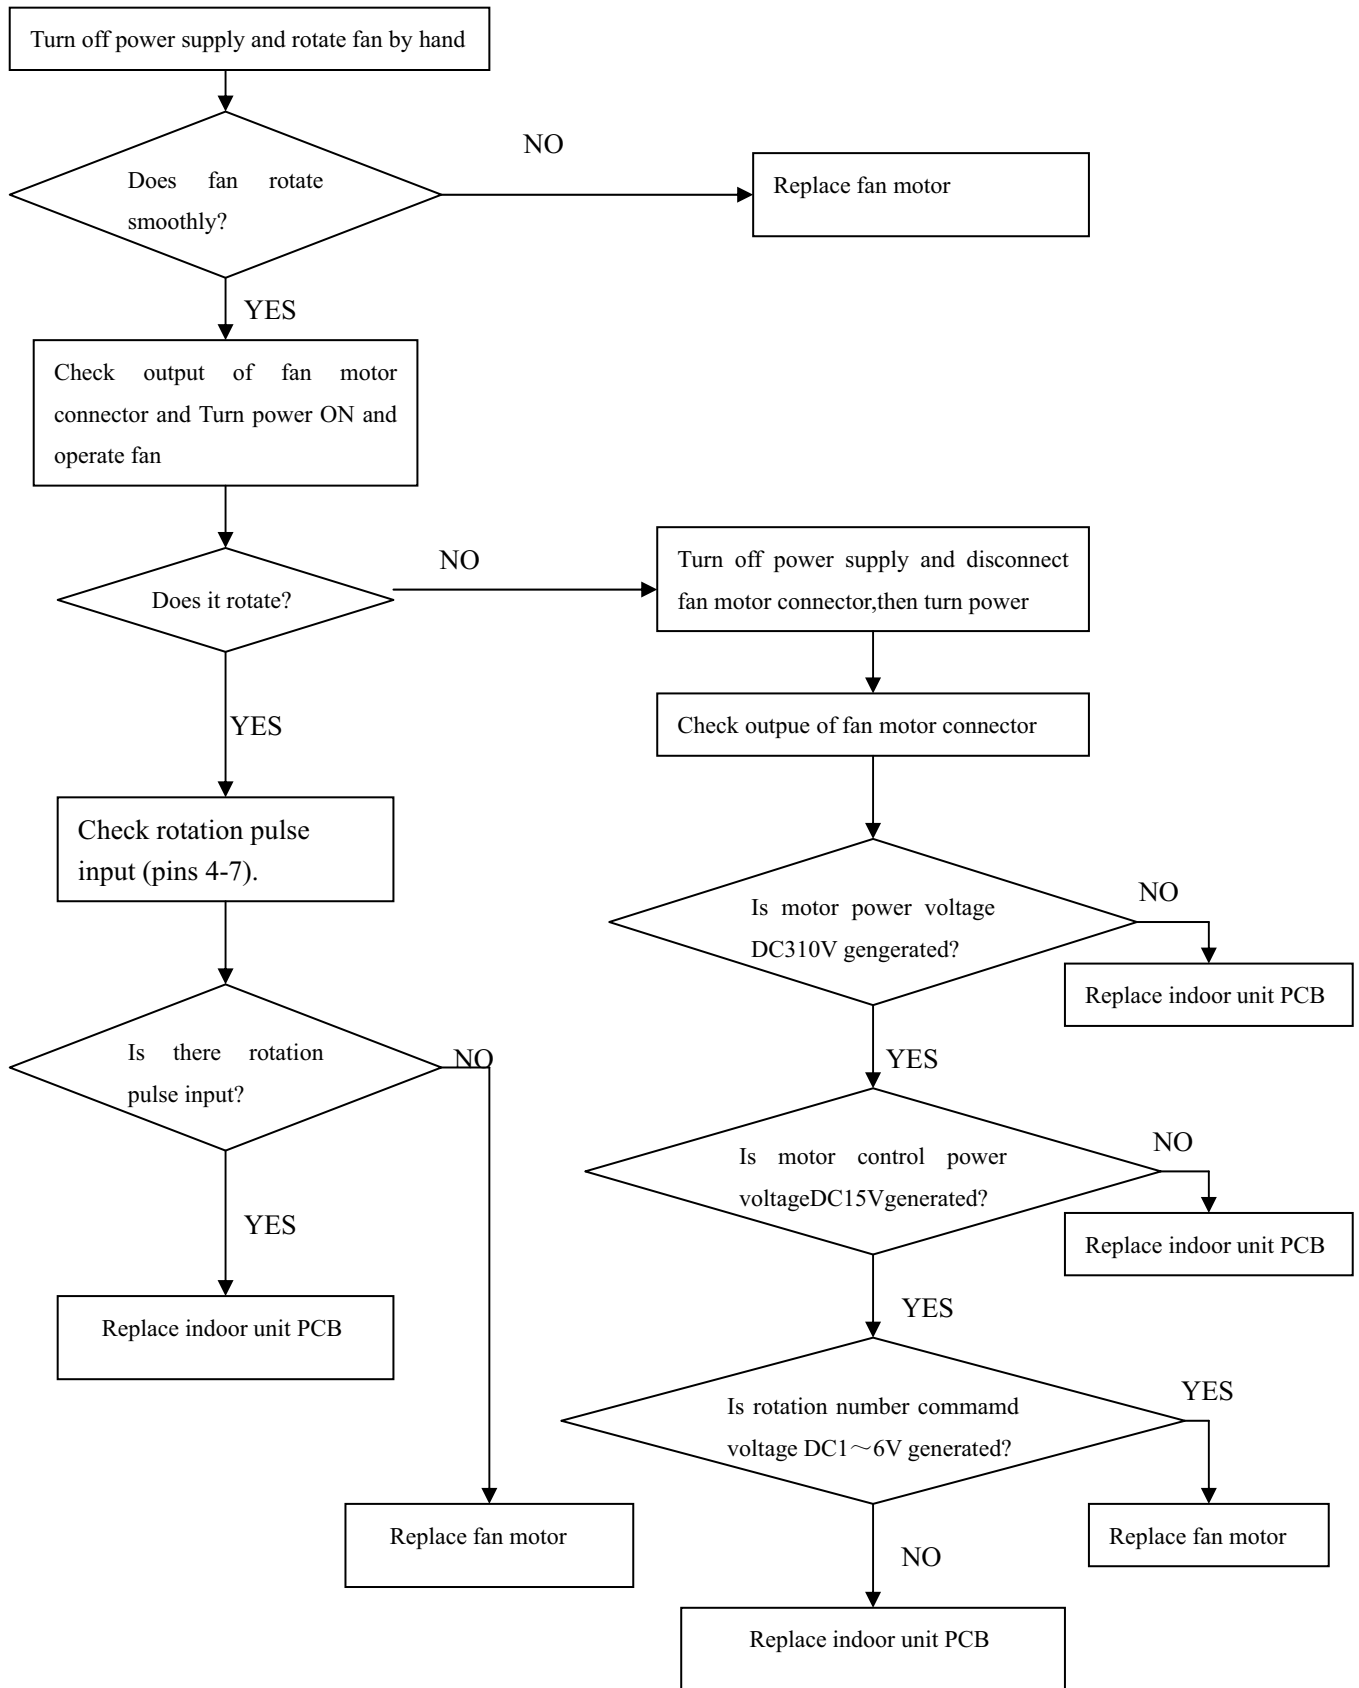 Turn off power supply and rotate fan by hand
NO
Does fan rotate
smoothly?
Replace fan motor
YES
Check output of fan motor
connector and Turn power ON and
operate fan
NO
Does it rotate?
Turn off power supply and disconnect
fan motor connector,then turn power
YES
Check outpue of fan motor connector
Check rotation pulse
input (pins 4-7).
Is motor power voltage
DC310V gengerated?
NO
Replace indoor unit PCB
Is there rotation
pulse input?
NO
YES
Is motor control power
voltageDC15Vgenerated?
NO
Replace indoor unit PCB
YES
Replace indoor unit PCB
YES
Is rotation number commamd
voltage DC1～6V generated?
YES
Replace fan motor
Replace fan motor
NO
Replace indoor unit PCB